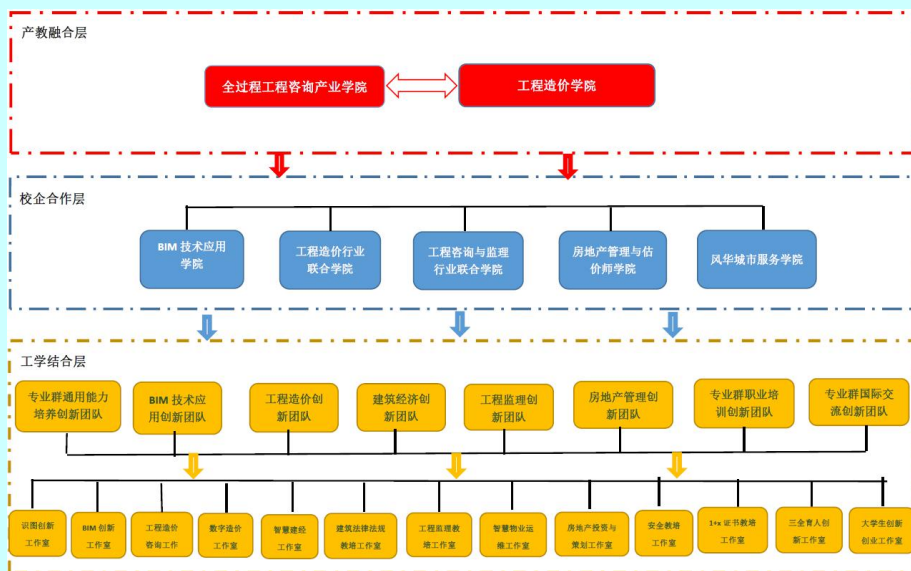 产教融合层
全过程工程咨询产业学院
工程造价学院
校企合作层
BIM 技术应用
学院
工程造价行业
联合学院
工程咨询与监理
行业联合学院
房地产管理与估
价师学院
风华城市服务学院
工学结合层
专业群通用能力
培养创新团队
BIM 技术应
用创新团队
工程造价创
新团队
建筑经济创
新团队
工程监理创
新团队
房地产管理创
新团队
专业群职业培
训创新团队
专业群国际交
流创新团队
识图创新
工作室
BIM 创新
工作室
工程造价
咨询工作
数字造价
工作室
智慧建经
工作室
建筑法律法规
教培工作室
工程监理教
培工作室
智慧物业运
维工作室
房地产投资与
策划工作室
安全教培
工作室
1+x 证书教培
工作室
三全育人创
新工作室
大学生创新
创业工作室